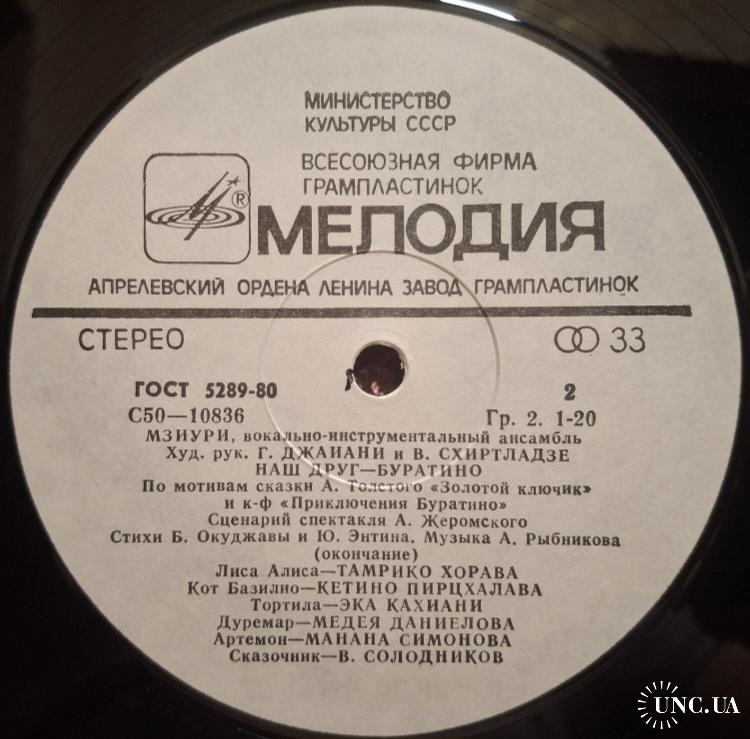 МИНИСТЕРСТВО
КУЛЬТУРЫ СССР
ВСЕСОЮЗНАЯ ФИРМА
ГРАМПЛАСТИНОК
®
МЕЛОДИЯ
АПРЕЛЕВСКИЙ ОРДЕНА ЛЕНИНА ЗАВОД ГРАМПЛАСТИНОК
СТЕРЕО 33
ГОСТ 5289-80 2
С50—10836 Гр. 2. 1-20
МЗИУРИ, вокально-инструментальный ансамбль
Худ. рук. Г. ДЖАИАНИ и В. СХИРТЛАДЗЕ
НАШ ДРУГ—БУРАТИНО
По мотивам сказки А. Толстого «Золотой ключик»
и к-ф «Приключения Буратино»
Сценарий спектакля А. Жеромского
Стихи Б. Окуджавы и Ю. Энтина. Музыка А. Рыбникова
(окончание)
Лиса Алиса—ТАМРИКО ХОРАВА
Кот Базилио—КЕТИНО ПИРЦХАЛАВА
Тортила—ЭКА КАХИАНИ
Дуремар—МЕДЕЯ ДАНИЕЛОВА
Артемон—МАНАНА СИМОНОВА
Сказочник—В. СОЛОДНИКОВ
UNC.UA